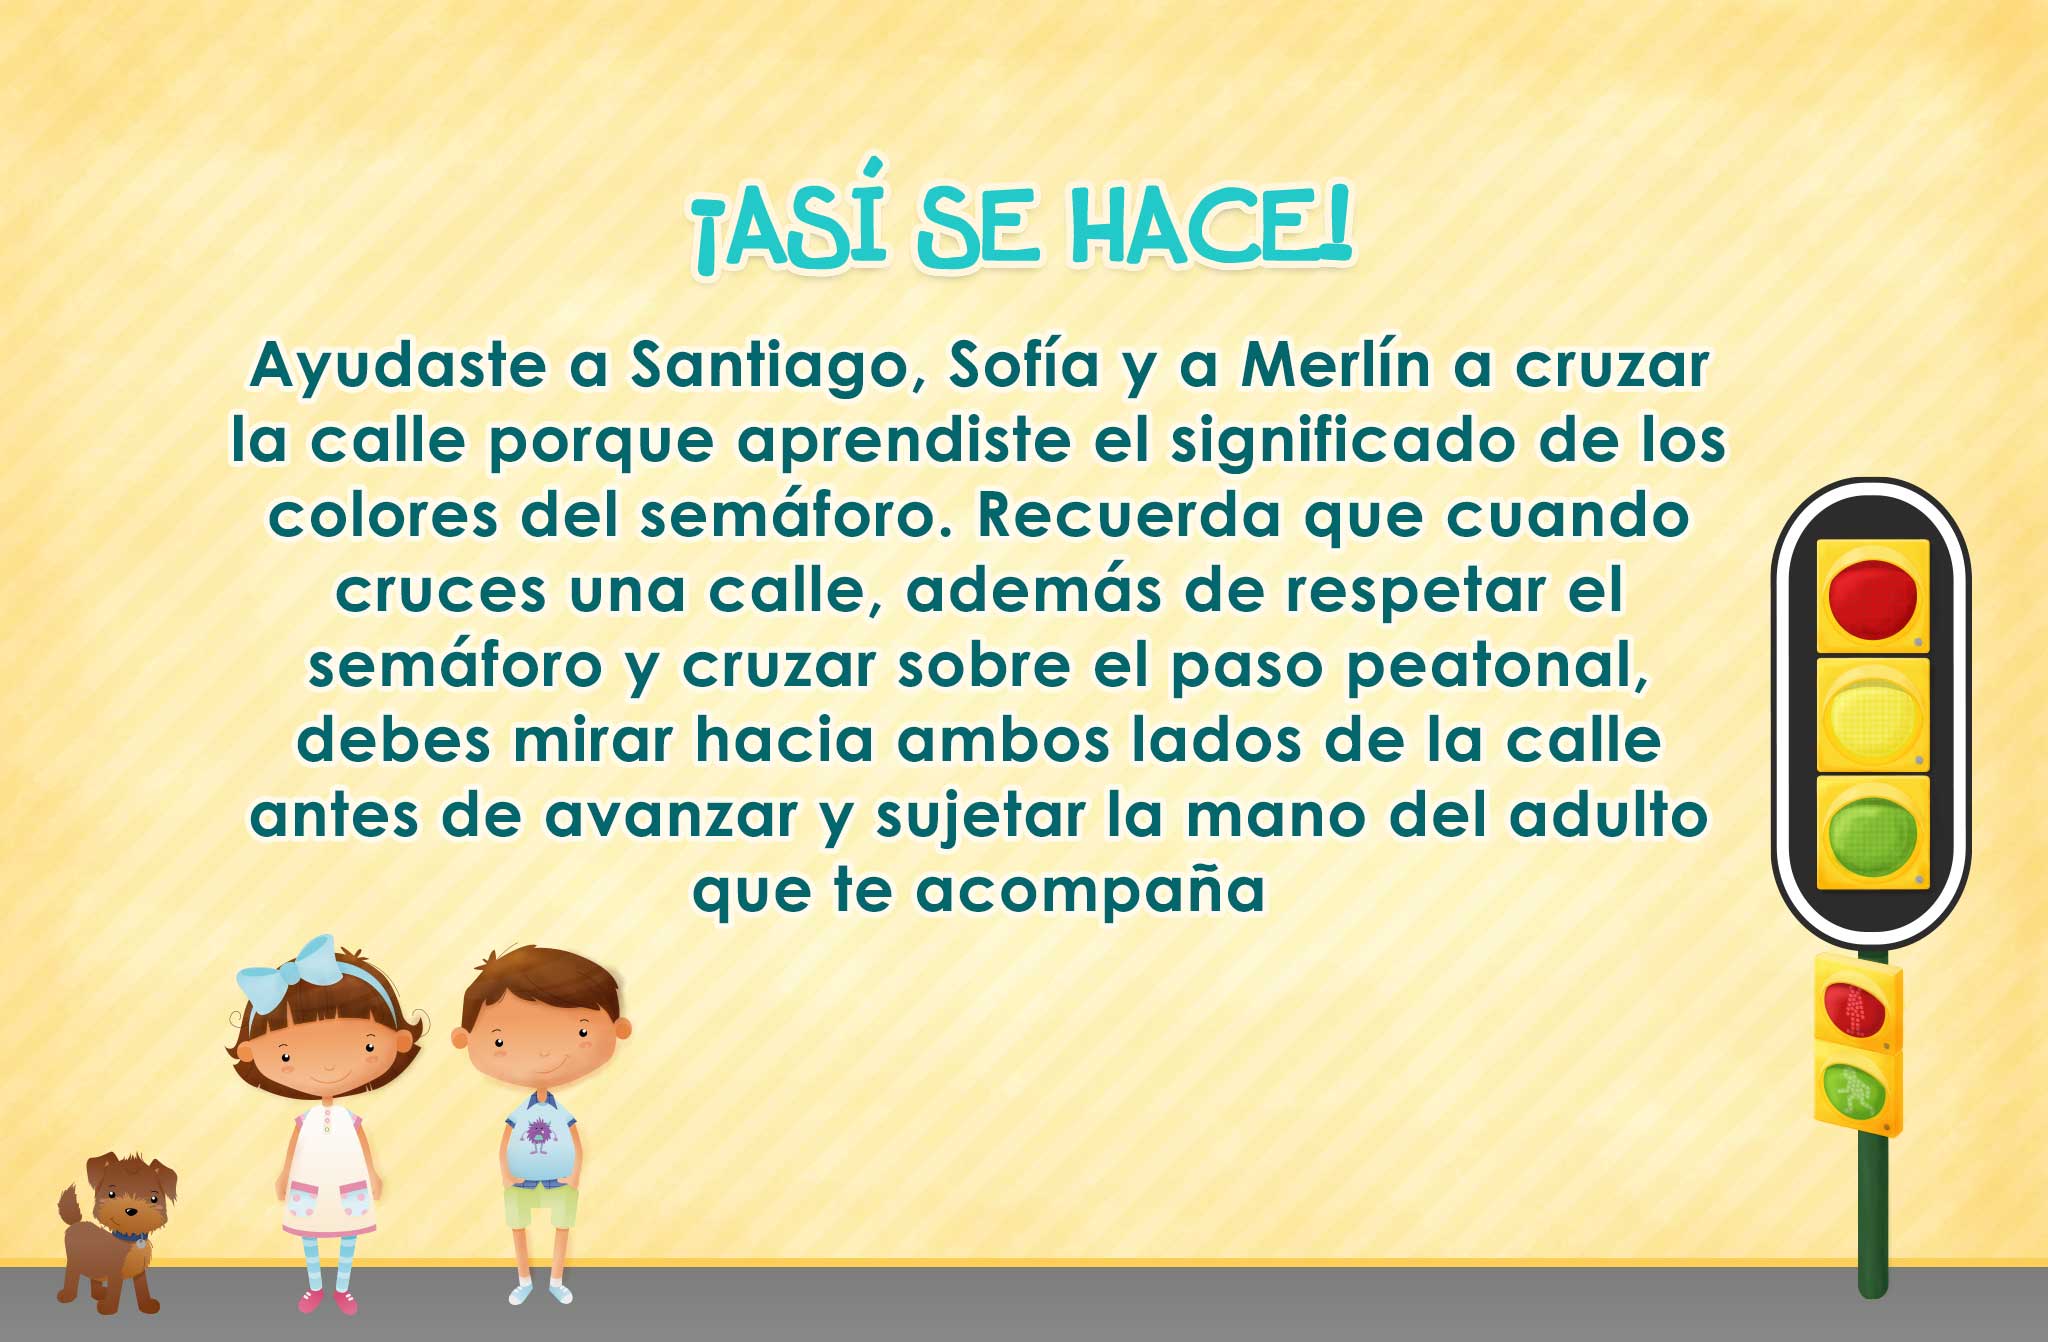 ¡ASÍ SE HACE!
Ayudaste a Santiago, Sofía y a Merlín a cruzar
la calle porque aprendiste el significado de los
colores del semáforo. Recuerda que cuando
cruces una calle, además de respetar el
semáforo y cruzar sobre el paso peatonal,
debes mirar hacia ambos lados de la calle
antes de avanzar y sujetar la mano del adulto
que te acompaña